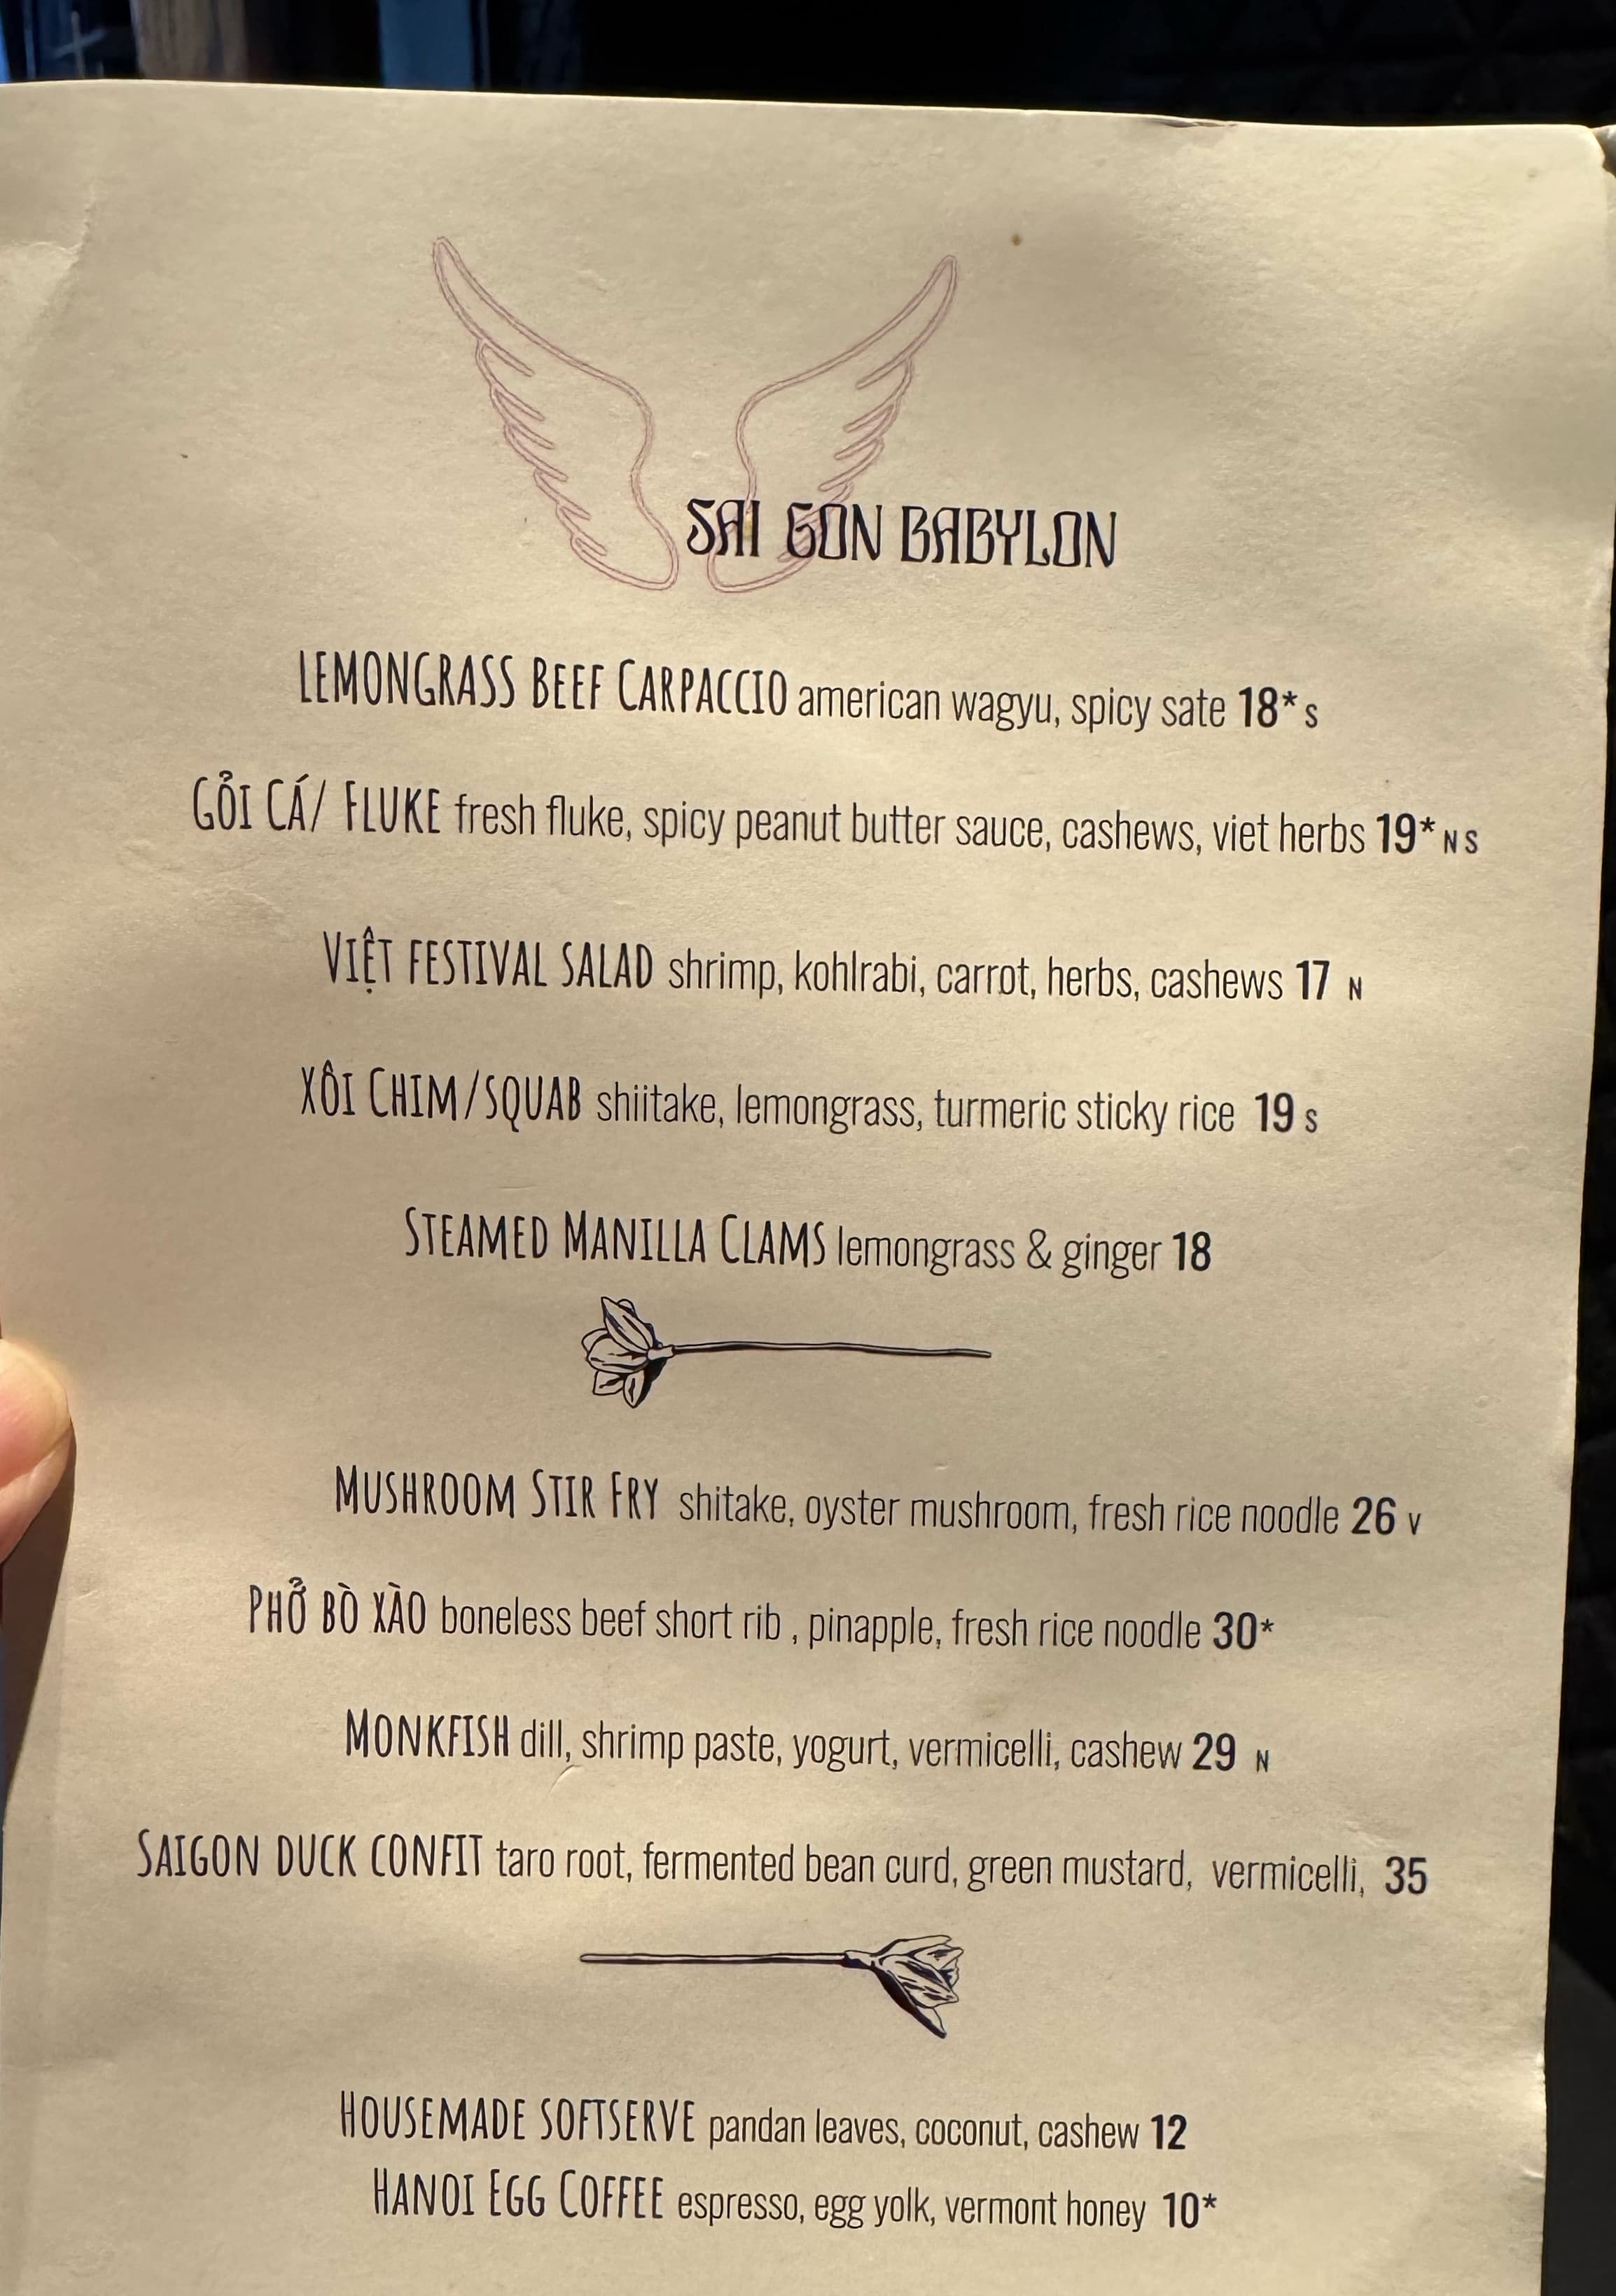 SAI GON BABYLON
LEMONGRASS BEEF CARPACCIO american wagyu, spicy sate 18* S
GỎI CÁ/ FLUKE fresh fluke, spicy peanut butter sauce, cashews, viet herbs 19* N S
VIỆT FESTIVAL SALAD shrimp, kohlrabi, carrot, herbs, cashews 17 N
XÔI CHIM/SQUAB shiitake, lemongrass, turmeric sticky rice 19 S
STEAMED MANILLA CLAMS lemongrass & ginger 18
MUSHROOM STIR FRY shitake, oyster mushroom, fresh rice noodle 26 V
PHỞ BÒ XÀO boneless beef short rib , pinapple, fresh rice noodle 30*
MONKFISH dill, shrimp paste, yogurt, vermicelli, cashew 29 N
SAIGON DUCK CONFIT taro root, fermented bean curd, green mustard, vermicelli, 35
HOUSEMADE SOFTSERVE pandan leaves, coconut, cashew 12
HANOI EGG COFFEE espresso, egg yolk, vermont honey 10*